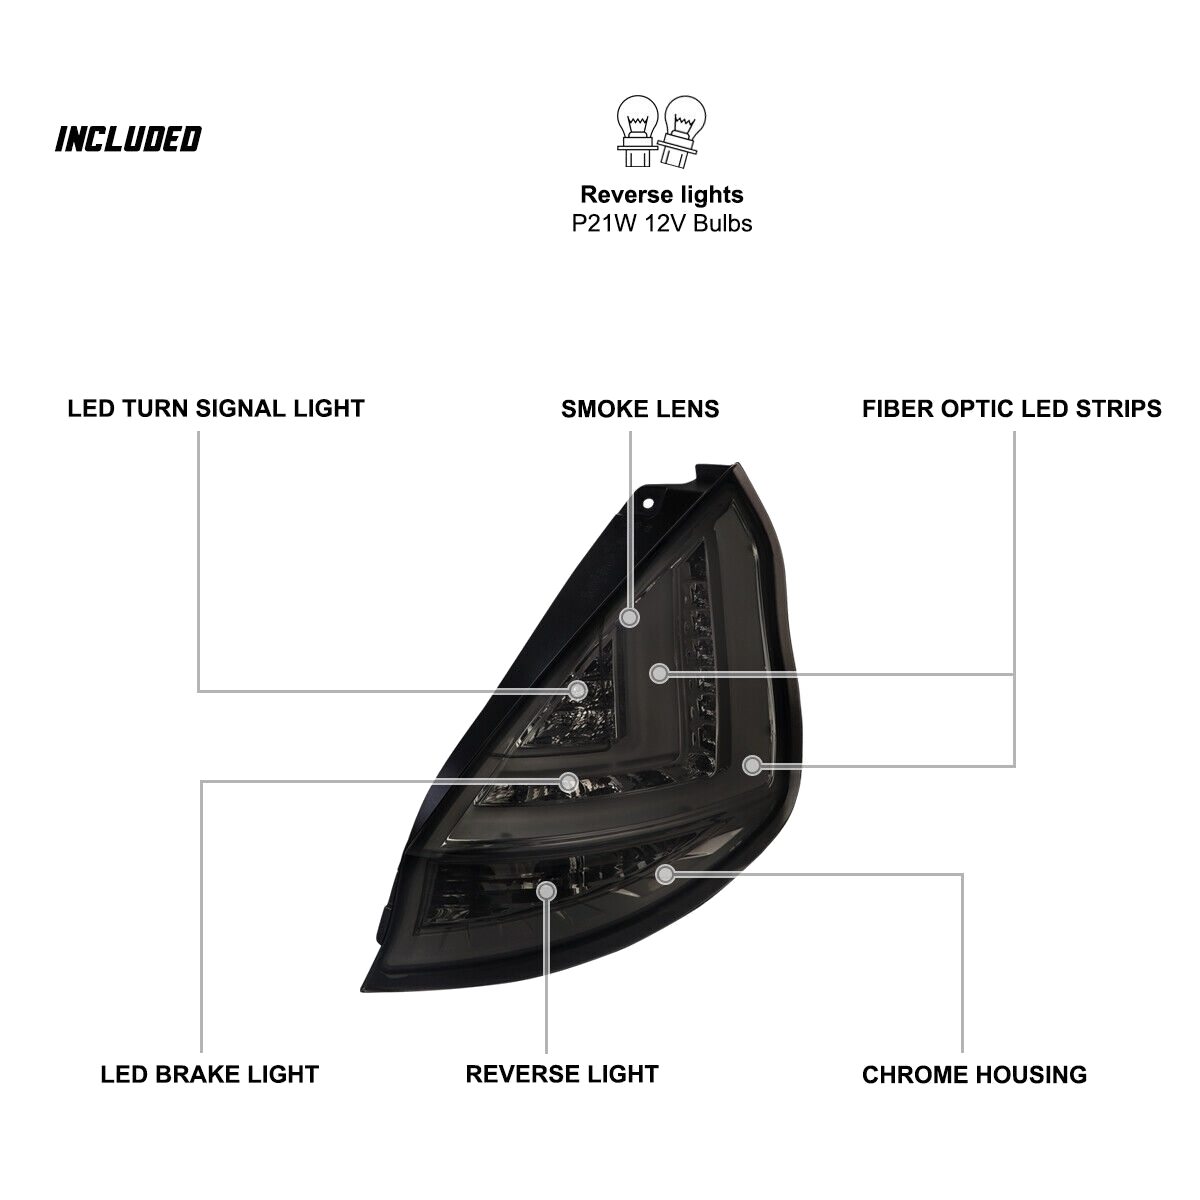 INCLUDED
Reverse lights
P21W 12V Bulbs
LED TURN SIGNAL LIGHT
SMOKE LENS
FIBER OPTIC LED STRIPS
LED BRAKE LIGHT
REVERSE LIGHT
CHROME HOUSING